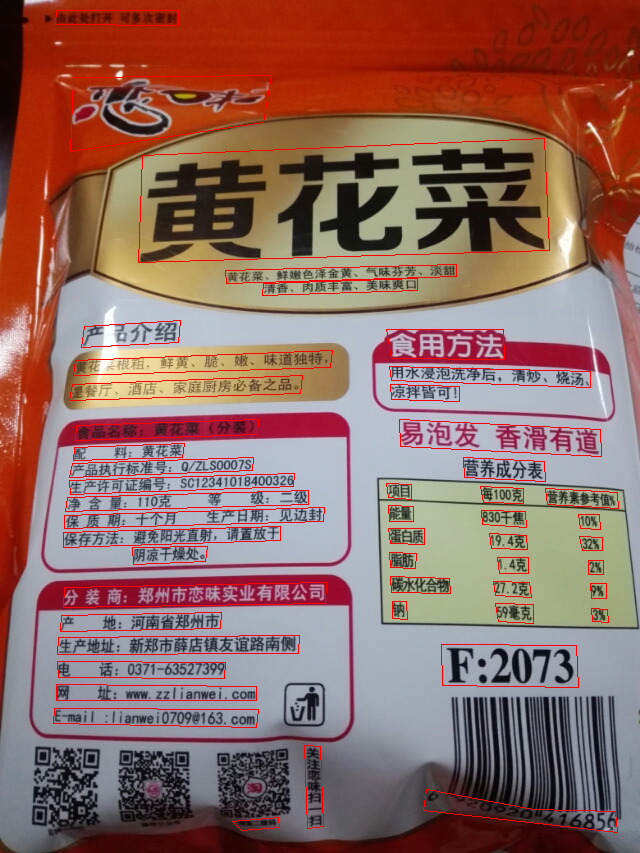 由此处打开 可多次密封
恋口味
黄花菜
黄花菜、鲜嫩色泽金黄、气味芬芳、淡甜
清香、肉质丰富、美味爽口
产品介绍
黄花菜根粗，鲜黄、脆、嫩、味道独特，
是餐厅、酒店、家庭厨房必备之品。
食用方法
用水浸泡洗净后，清炒、烧汤、
凉拌皆可！
食品名称：黄花菜（分装）
配 料：黄花菜
产品执行标准号：Q/ZLS0007S
生产许可证编号：SC12341018400326
净 含 量：110克 等 级：二级
保 质 期：十个月 生产日期：见边封
保存方法：避免阳光直射，请置放于
阴凉干燥处。
易泡发 香滑有道
营养成分表
项目 每100克 营养素参考值%
能量 830千焦 10%
蛋白质 19.4克 32%
脂肪 1.4克 2%
碳水化合物 27.2克 9%
钠 59毫克 3%
分 装 商：郑州市恋味实业有限公司
产 地：河南省郑州市
生产地址：新郑市薛店镇友谊路南侧
电 话：0371-63527399
网 址：www.zzlianwei.com
E-mail :lianwei0709@163.com
F:2073
关注恋味扫一扫
6 920820 416856